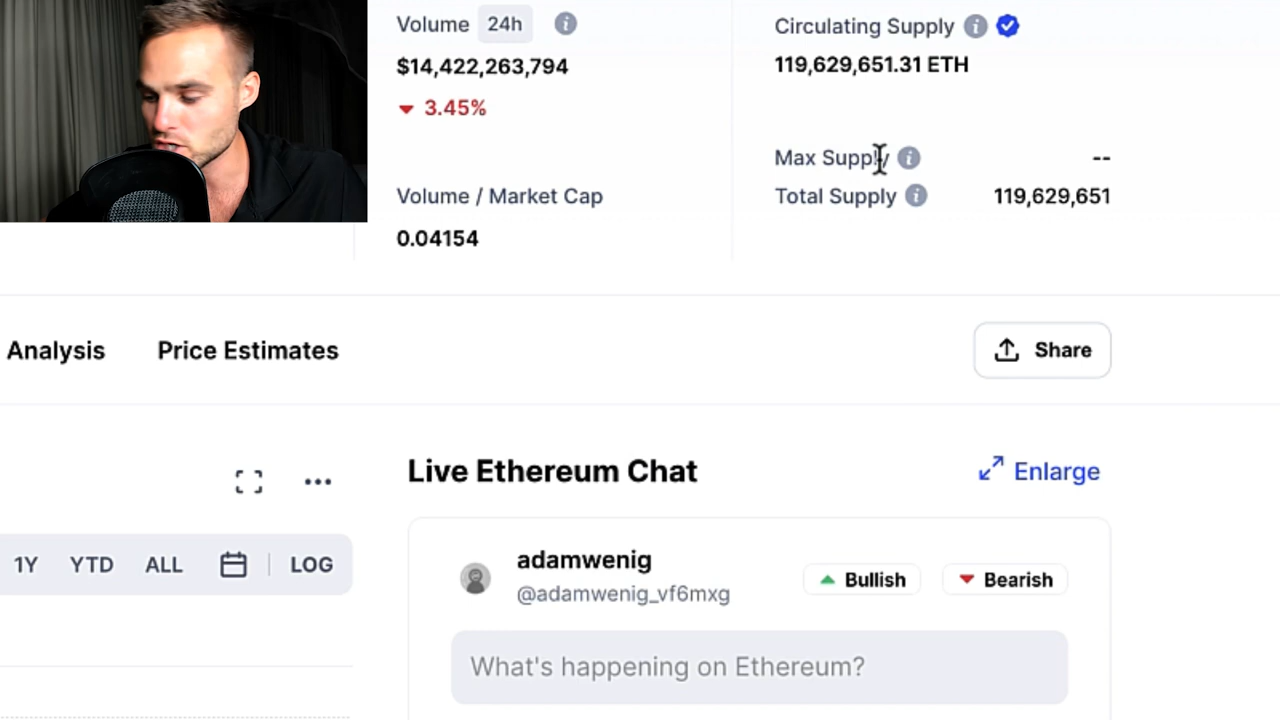 Volume 24h
$14,422,263,794
3.45%
Volume / Market Cap
0.04154
Circulating Supply
119,629,651.31 ETH
Max Supply --
Total Supply 119,629,651
Analysis Price Estimates
Share
1Y YTD ALL LOG
Live Ethereum Chat
Enlarge
adamwenig
@adamwenig_vf6mxg
Bullish
Bearish
What's happening on Ethereum?